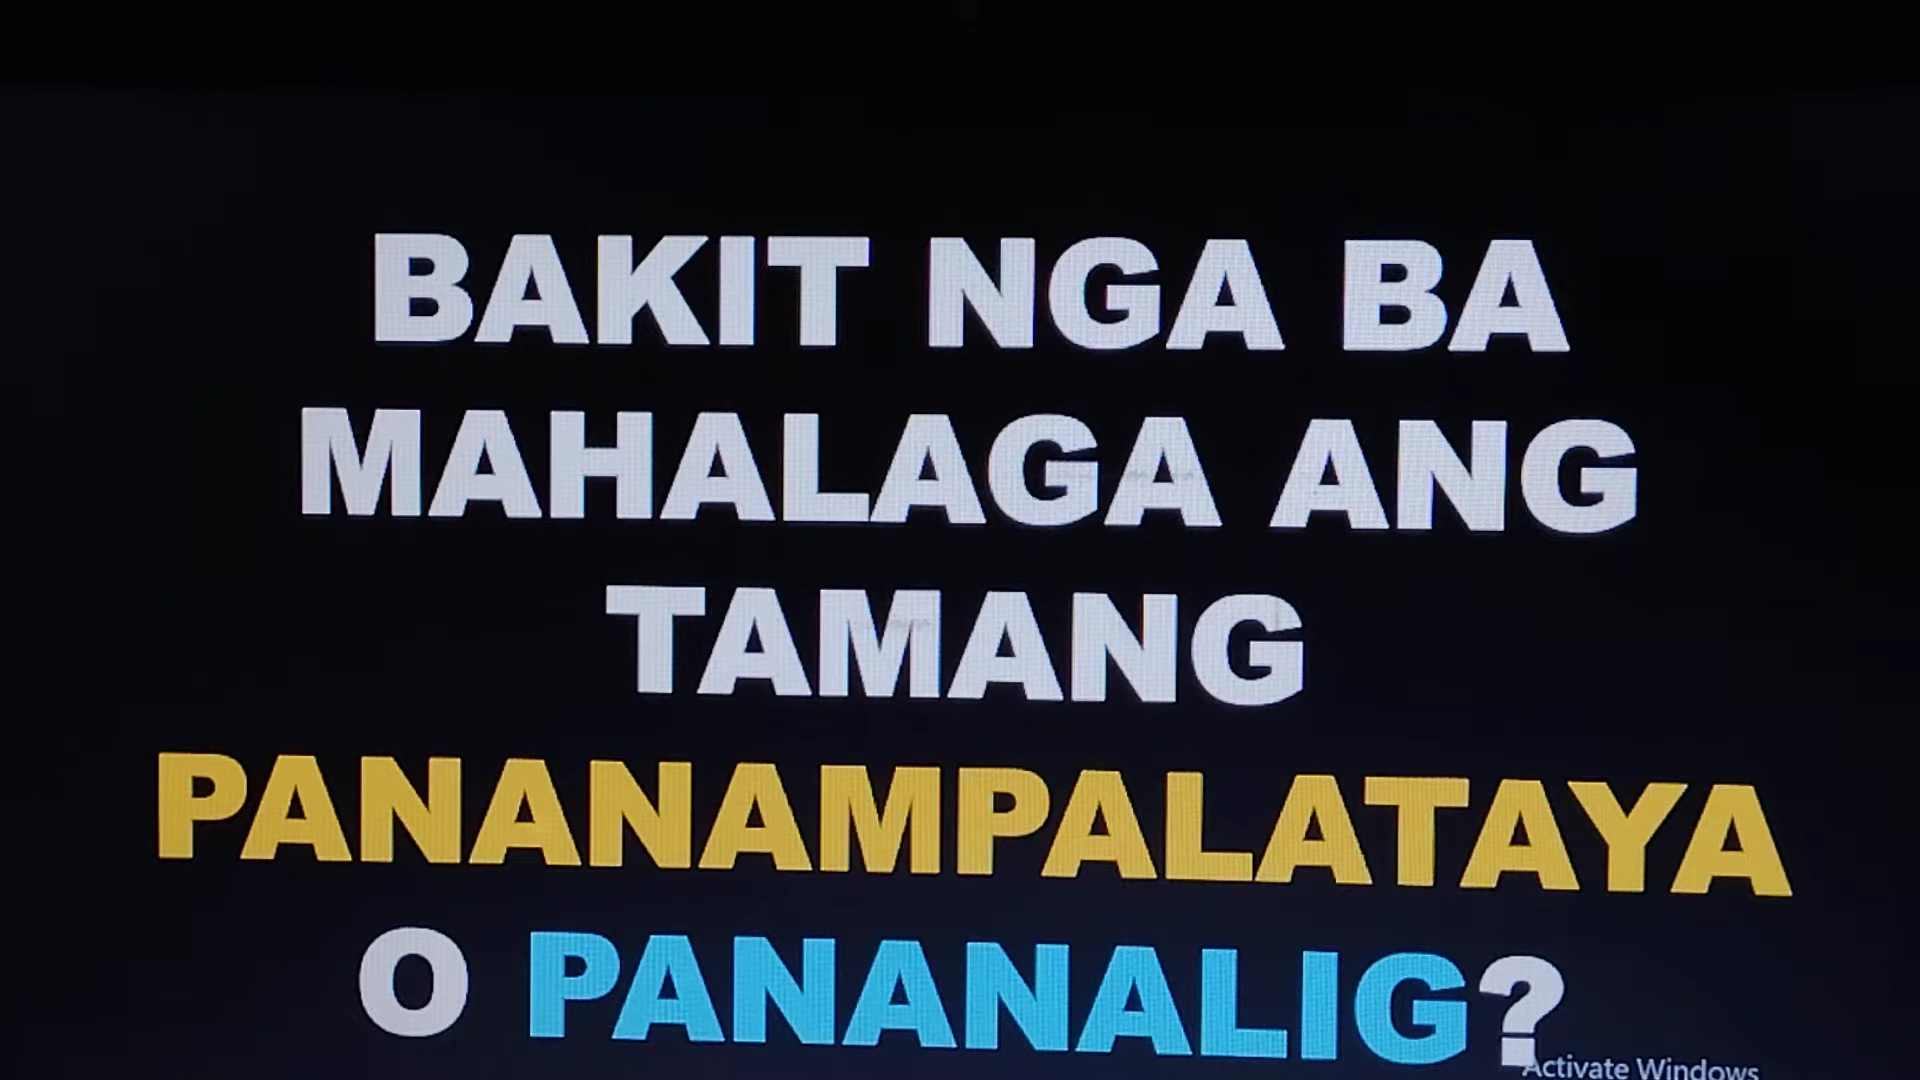 BAKIT NGA BA
MAHALAGA ANG
TAMANG
PANANAMPALATAYA
O PANANALIG?
Activate Windows